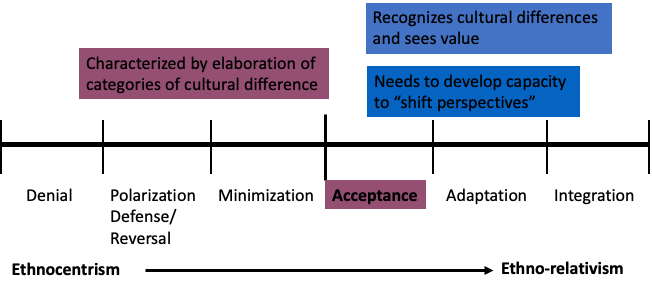 Recognizes cultural differences
and sees value
Characterized by elaboration of
categories of cultural difference
Needs to develop capacity
to “shift perspectives”
Denial
Polarization
Defense/
Reversal
Minimization
Acceptance
Adaptation
Integration
Ethnocentrism
Ethno-relativism